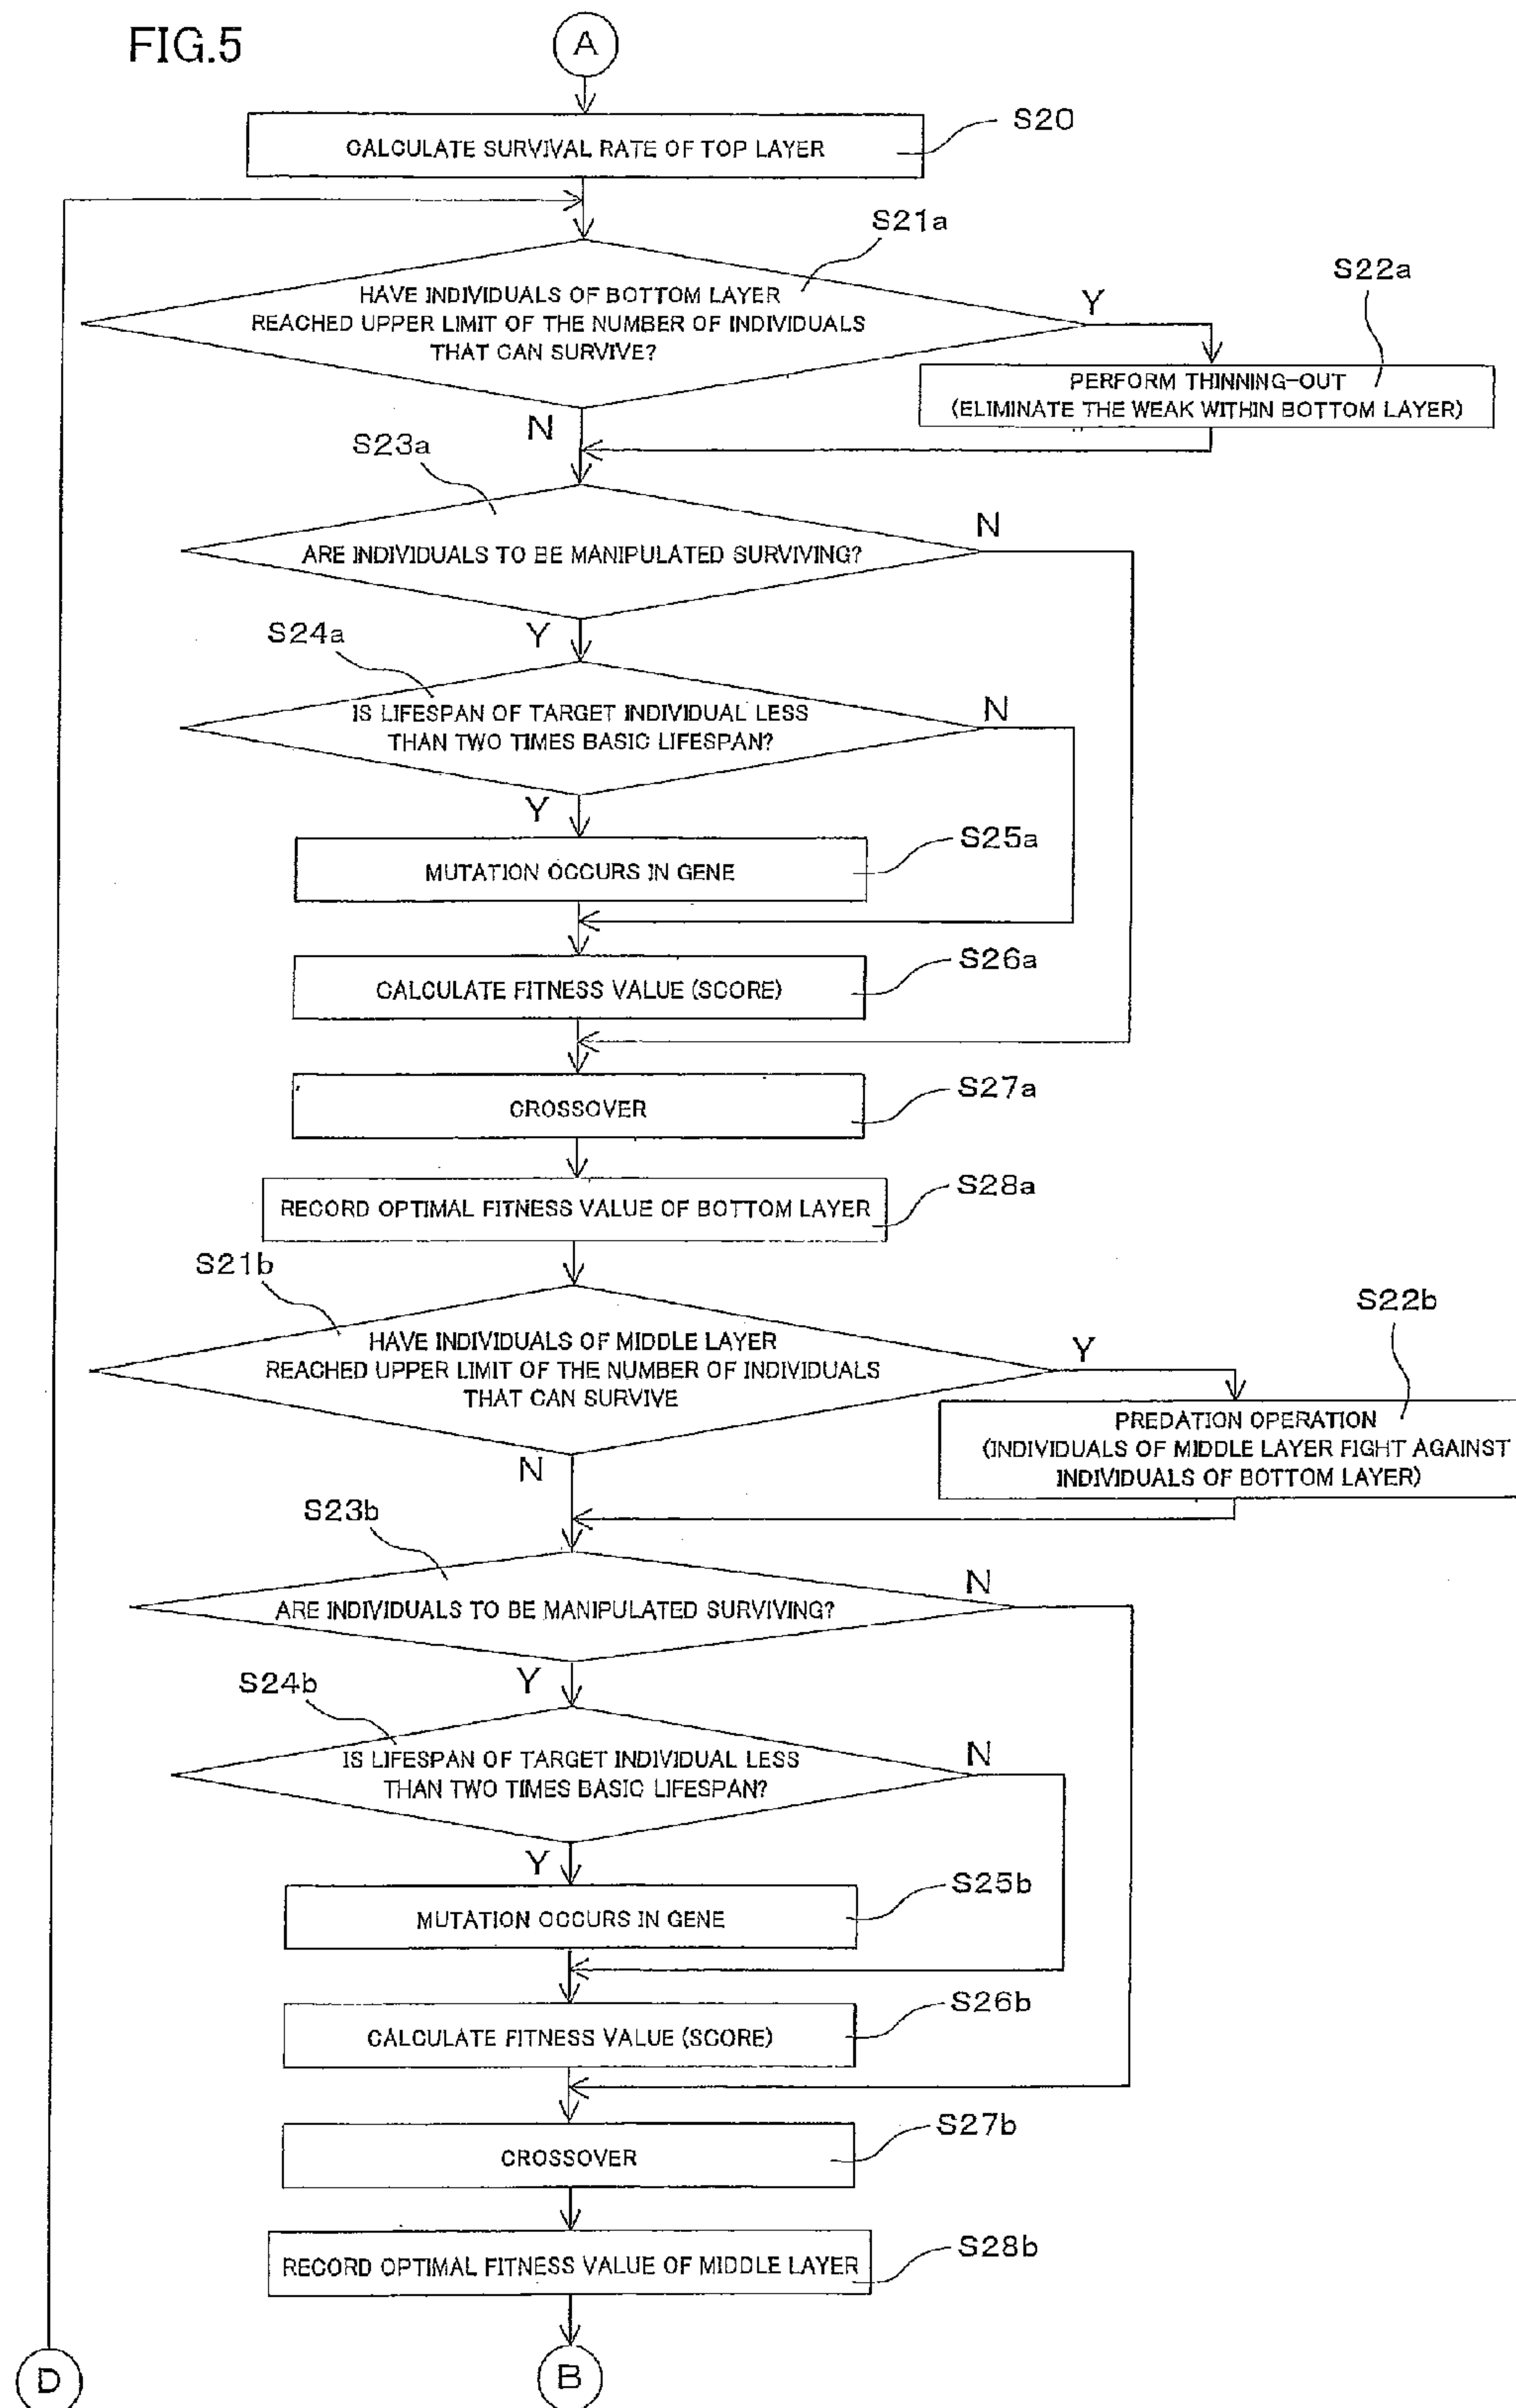 FIG.5
A
CALCULATE SURVIVAL RATE OF TOP LAYER
S20
S21a
HAVE INDIVIDUALS OF BOTTOM LAYER
REACHED UPPER LIMIT OF THE NUMBER OF INDIVIDUALS
THAT CAN SURVIVE?
Y
S22a
PERFORM THINNING-OUT
(ELIMINATE THE WEAK WITHIN BOTTOM LAYER)
N
S23a
ARE INDIVIDUALS TO BE MANIPULATED SURVIVING?
N
Y
S24a
IS LIFESPAN OF TARGET INDIVIDUAL LESS
THAN TWO TIMES BASIC LIFESPAN?
N
Y
S25a
MUTATION OCCURS IN GENE
S26a
CALCULATE FITNESS VALUE (SCORE)
S27a
CROSSOVER
S28a
RECORD OPTIMAL FITNESS VALUE OF BOTTOM LAYER
S21b
HAVE INDIVIDUALS OF MIDDLE LAYER
REACHED UPPER LIMIT OF THE NUMBER OF INDIVIDUALS
THAT CAN SURVIVE
Y
S22b
PREDATION OPERATION
(INDIVIDUALS OF MIDDLE LAYER FIGHT AGAINST
INDIVIDUALS OF BOTTOM LAYER)
N
S23b
ARE INDIVIDUALS TO BE MANIPULATED SURVIVING?
N
Y
S24b
IS LIFESPAN OF TARGET INDIVIDUAL LESS
THAN TWO TIMES BASIC LIFESPAN?
N
Y
S25b
MUTATION OCCURS IN GENE
S26b
CALCULATE FITNESS VALUE (SCORE)
S27b
CROSSOVER
S28b
RECORD OPTIMAL FITNESS VALUE OF MIDDLE LAYER
D
B